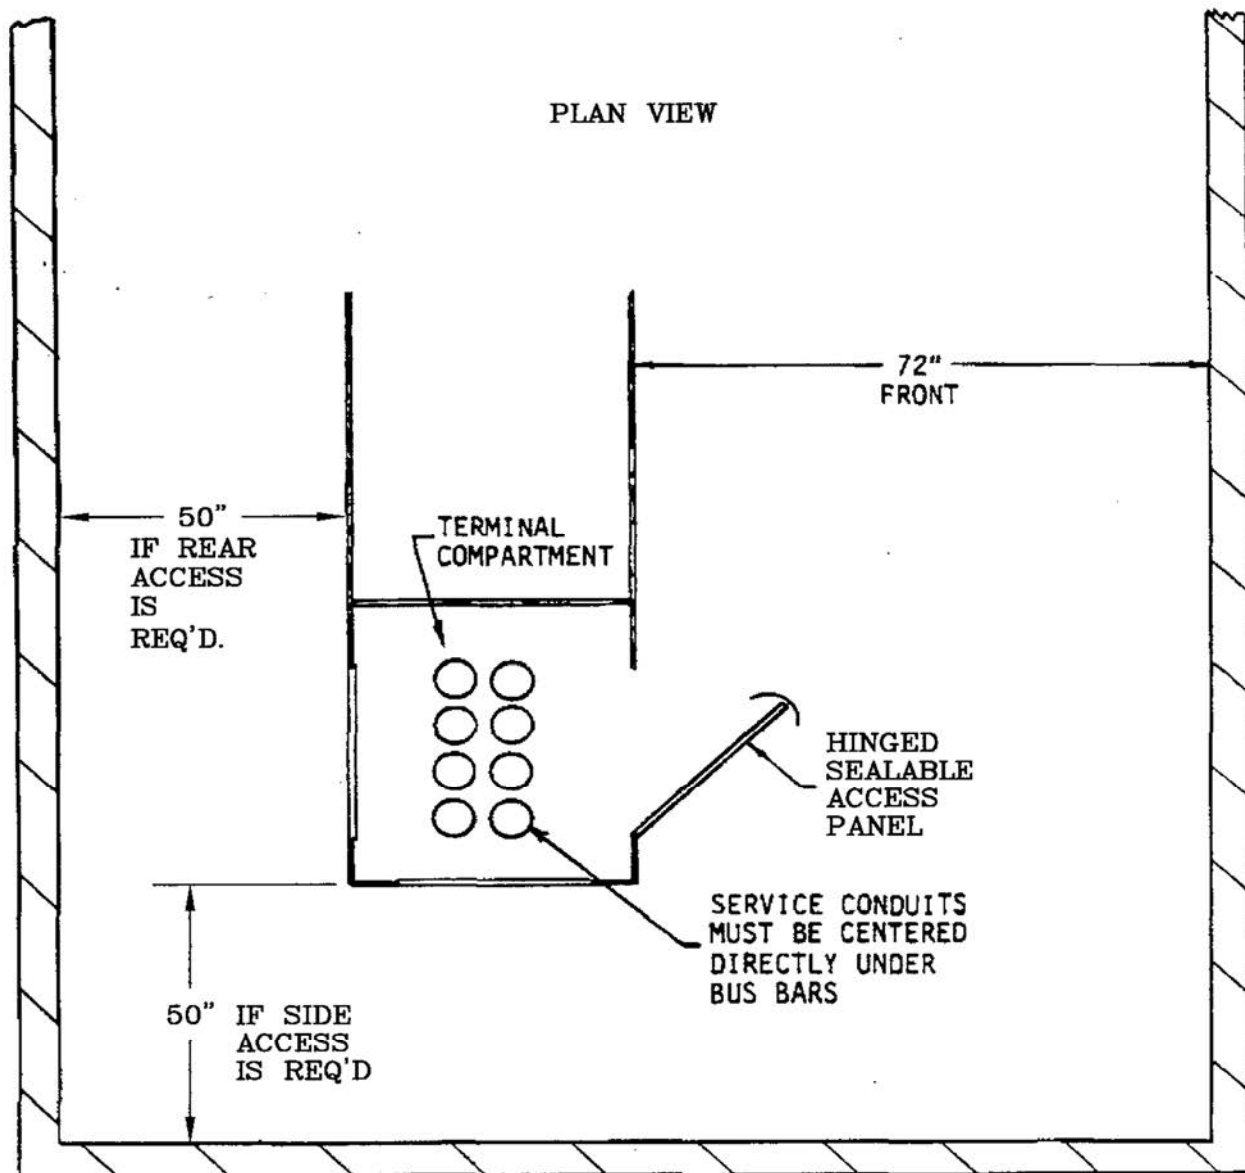 PLAN VIEW
72"
FRONT
50"
IF REAR
ACCESS
IS
REQ'D.
TERMINAL
COMPARTMENT
HINGED
SEALABLE
ACCESS
PANEL
SERVICE CONDUITS
MUST BE CENTERED
DIRECTLY UNDER
BUS BARS
50" IF SIDE
ACCESS
IS REQ'D